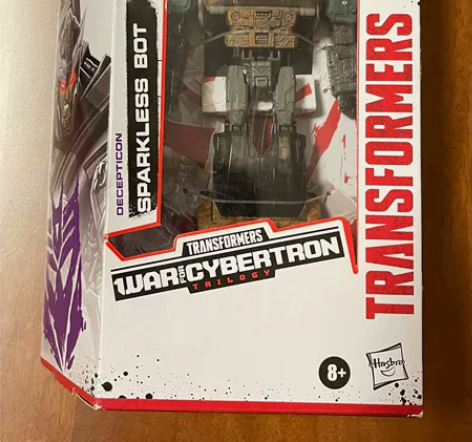 DECEPTICON
SPARKLESS BOT
TRANSFORMERS
TRANSFORMERS
WAR FOR CYBERTRON
TRILOGY
8+
Hasbro